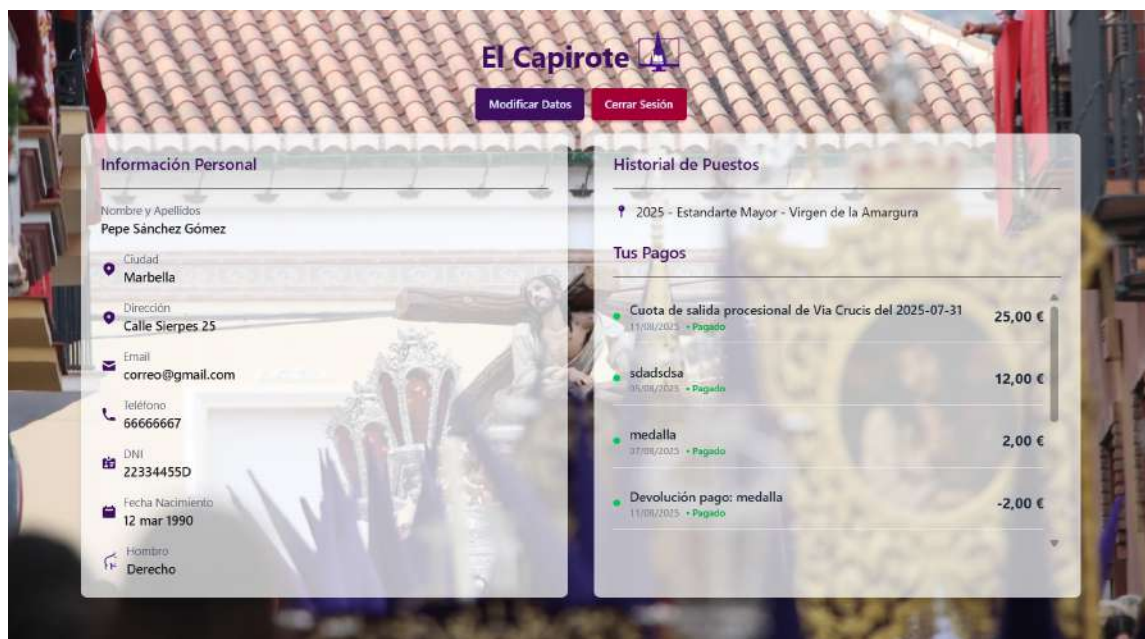 El Capirote
Modificar Datos
Cerrar Sesión
Información Personal
Nombre y Apellidos
Pepe Sánchez Gómez
Ciudad
Marbella
Dirección
Calle Sierpes 25
Email
correo@gmail.com
Teléfono
66666667
DNI
22334455D
Fecha Nacimiento
12 mar 1990
Hombro
Derecho
Historial de Puestos
2025 - Estandarte Mayor - Virgen de la Amargura
Tus Pagos
Cuota de salida procesional de Via Crucis del 2025-07-31
25,00 €
11/08/2025 • Pagado
sdadsdsa
12,00 €
05/08/2025 • Pagado
medalla
2,00 €
07/08/2025 • Pagado
Devolución pago: medalla
-2,00 €
11/08/2025 • Pagado